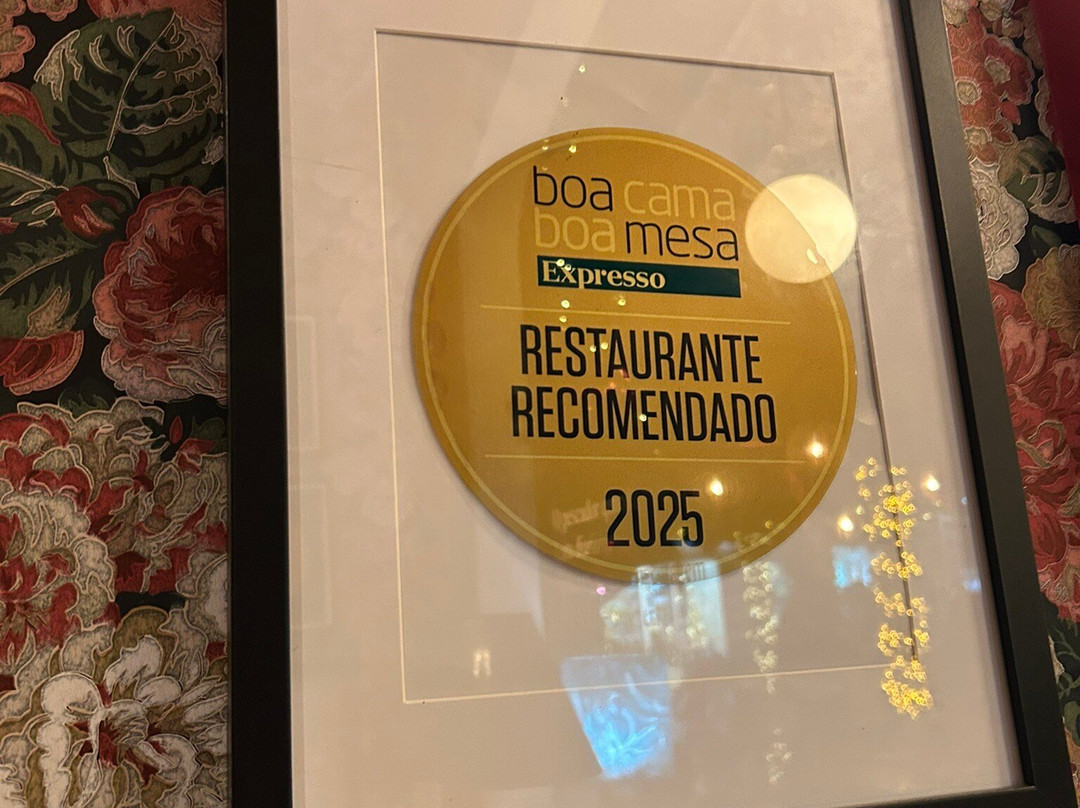 boa cama
boa mesa
Expresso
RESTAURANTE
RECOMENDADO
2025